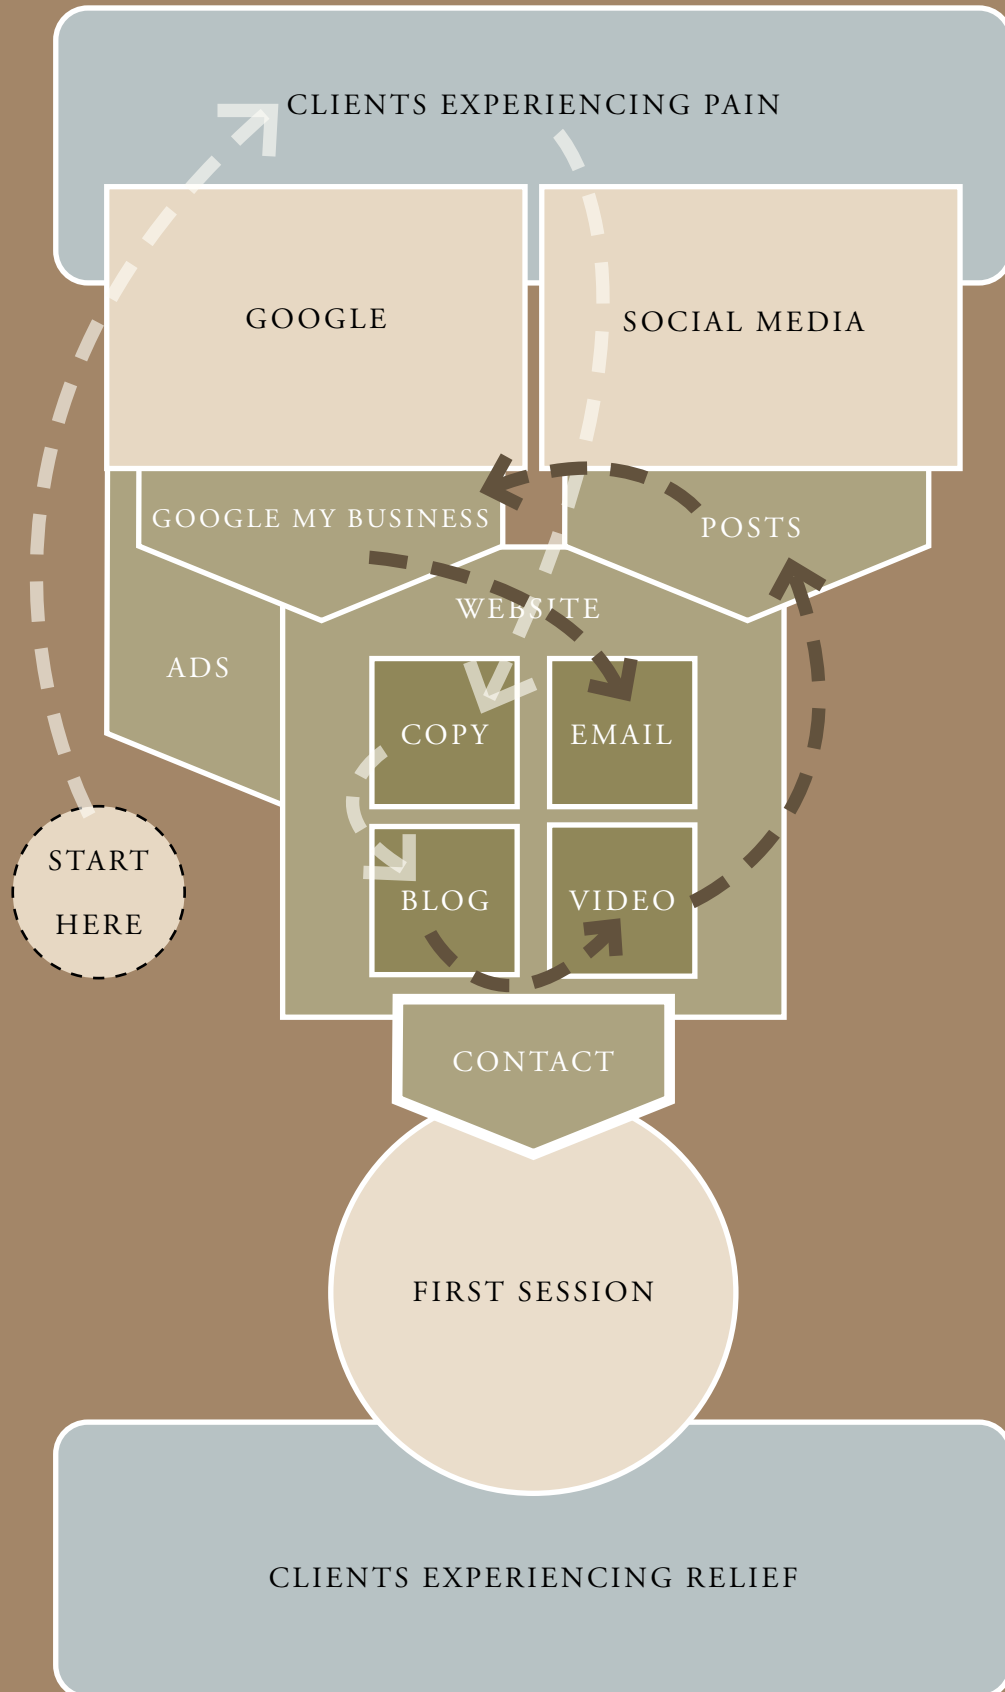 CLIENTS EXPERIENCING PAIN
GOOGLE
SOCIAL MEDIA
GOOGLE MY BUSINESS
POSTS
WEBSITE
ADS
COPY
EMAIL
START
HERE
BLOG
VIDEO
CONTACT
FIRST SESSION
CLIENTS EXPERIENCING RELIEF